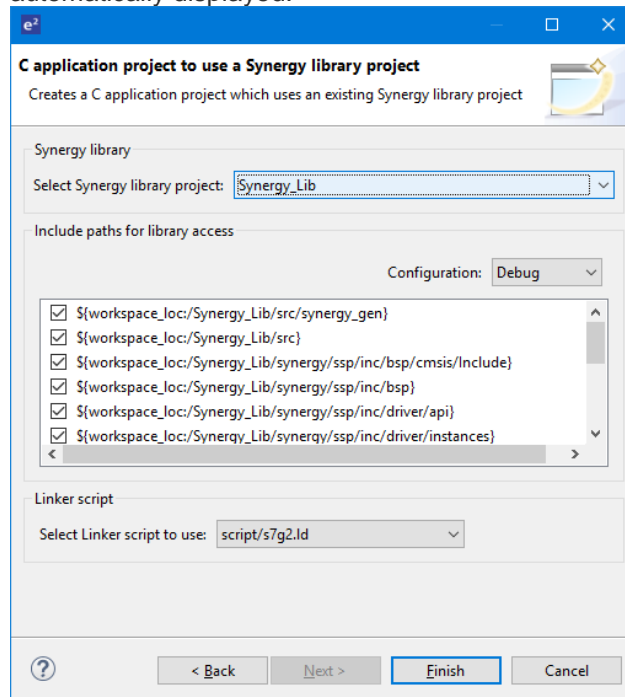 automatically displayed.
e²
C application project to use a Synergy library project
Creates a C application project which uses an existing Synergy library project
Synergy library
Select Synergy library project: Synergy_Lib
Include paths for library access
Configuration: Debug
${workspace_loc:/Synergy_Lib/src/synergy_gen}
${workspace_loc:/Synergy_Lib/src}
${workspace_loc:/Synergy_Lib/synergy/ssp/inc/bsp/cmsis/Include}
${workspace_loc:/Synergy_Lib/synergy/ssp/inc/bsp}
${workspace_loc:/Synergy_Lib/synergy/ssp/inc/driver/api}
${workspace_loc:/Synergy_Lib/synergy/ssp/inc/driver/instances}
Linker script
Select Linker script to use: script/s7g2.ld
? < Back Next > Finish Cancel